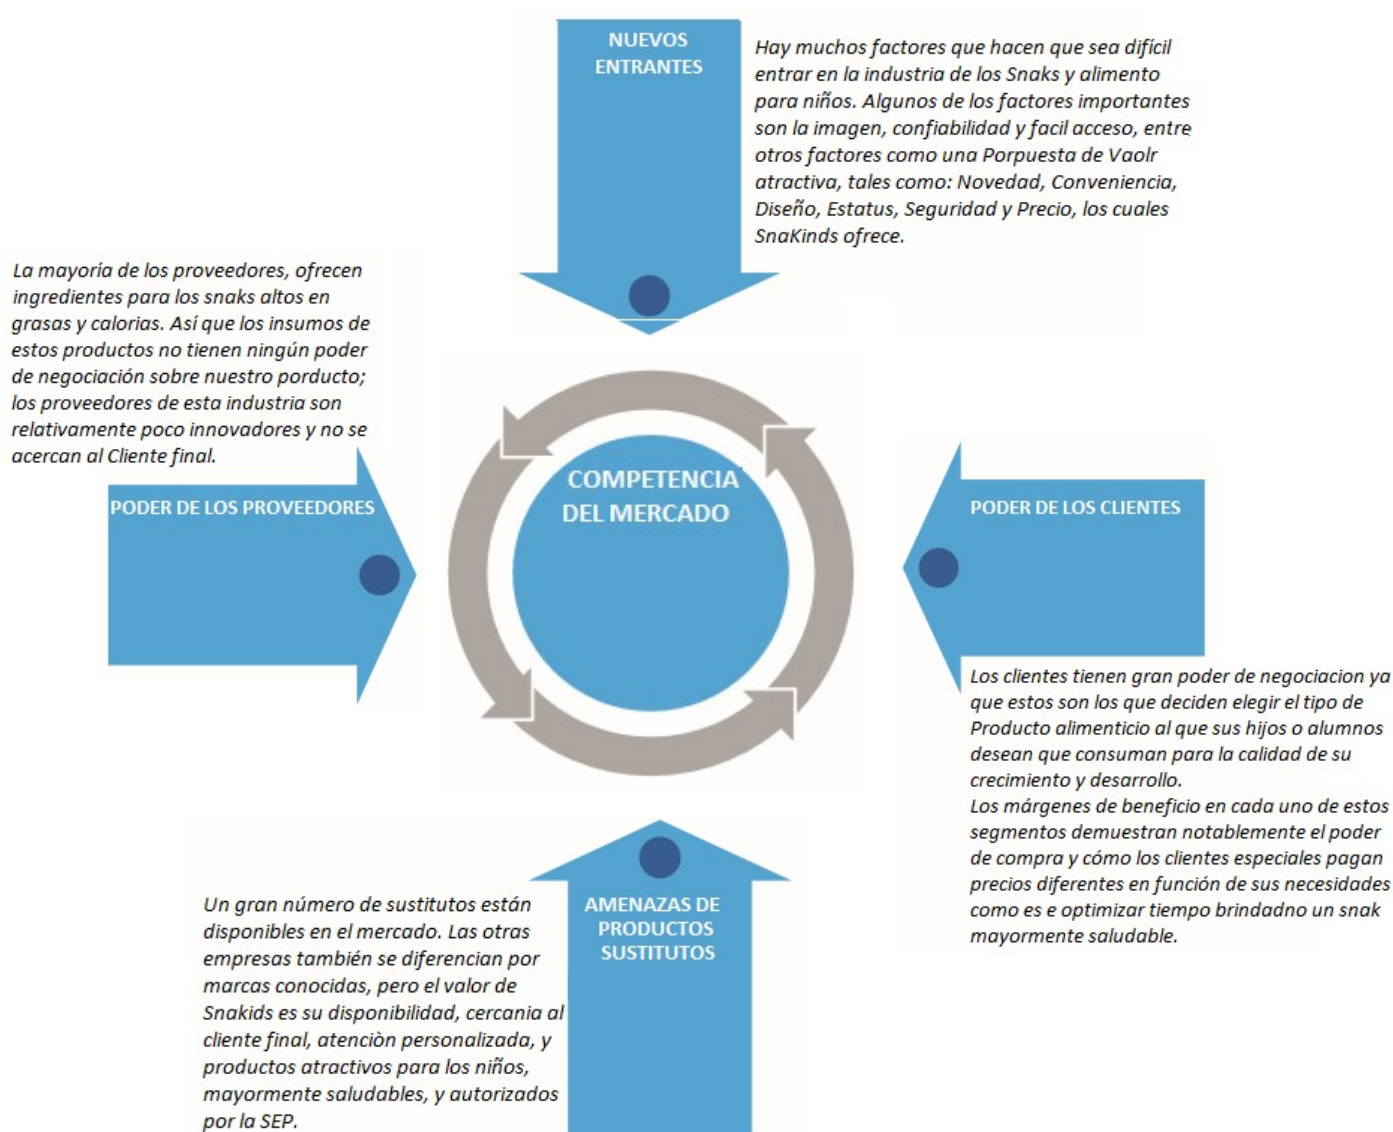 NUEVOS
ENTRANTES
Hay muchos factores que hacen que sea difícil
entrar en la industria de los Snaks y alimento
para niños. Algunos de los factores importantes
son la imagen, confiabilidad y facil acceso, entre
otros factores como una Porpuesta de Vaolr
atractiva, tales como: Novedad, Conveniencia,
Diseño, Estatus, Seguridad y Precio, los cuales
SnaKinds ofrece.
La mayoría de los proveedores, ofrecen
ingredientes para los snaks altos en
grasas y calorias. Así que los insumos de
estos productos no tienen ningún poder
de negociación sobre nuestro porducto;
los proveedores de esta industria son
relativamente poco innovadores y no se
acercan al Cliente final.
PODER DE LOS PROVEEDORES
COMPETENCIA
DEL MERCADO
PODER DE LOS CLIENTES
Los clientes tienen gran poder de negociacion ya
que estos son los que deciden elegir el tipo de
Producto alimenticio al que sus hijos o alumnos
desean que consuman para la calidad de su
crecimiento y desarrollo.
Los márgenes de beneficio en cada uno de estos
segmentos demuestran notablemente el poder
de compra y cómo los clientes especiales pagan
precios diferentes en función de sus necesidades
como es e optimizar tiempo brindadno un snak
mayormente saludable.
AMENAZAS DE
PRODUCTOS
SUSTITUTOS
Un gran número de sustitutos están
disponibles en el mercado. Las otras
empresas también se diferencian por
marcas conocidas, pero el valor de
Snakids es su disponibilidad, cercania al
cliente final, atenciòn personalizada, y
productos atractivos para los niños,
mayormente saludables, y autorizados
por la SEP.